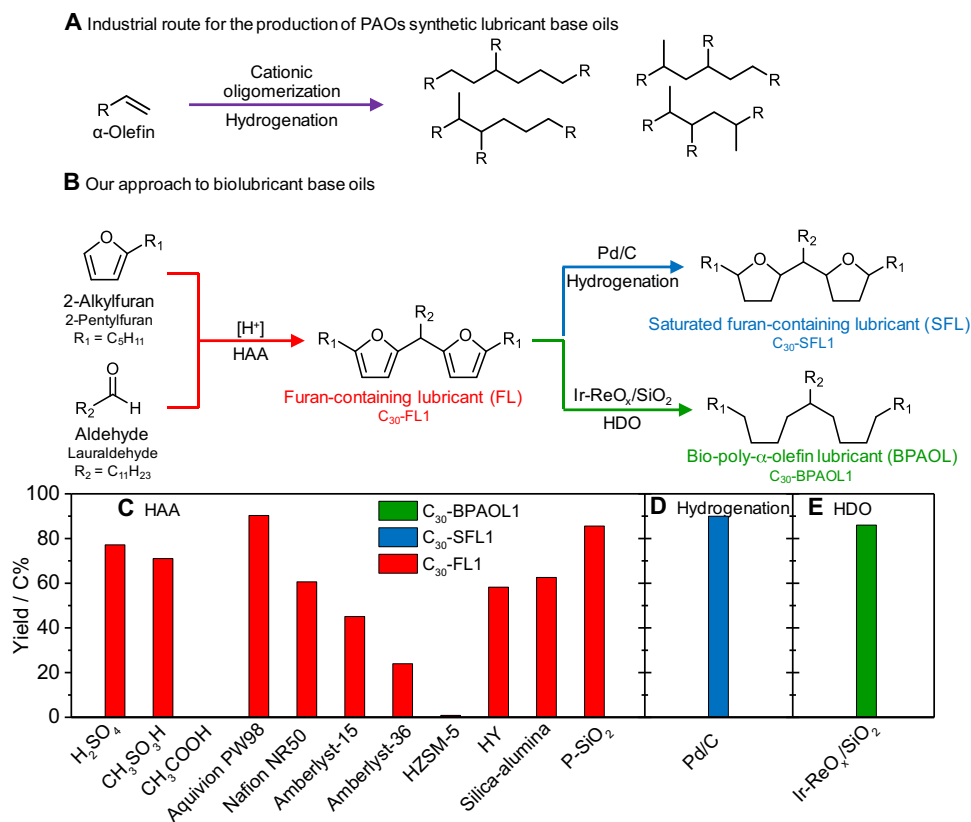 A Industrial route for the production of PAOs synthetic lubricant base oils
R
α-Olefin
Cationic
oligomerization
Hydrogenation
R
R
R
R
R
R
R
R
R
R
R
R
B Our approach to biolubricant base oils
O
R₁
2-Alkylfuran
2-Pentylfuran
R₁ = C₅H₁₁
O
R₂
H
Aldehyde
Lauraldehyde
R₂ = C₁₁H₂₃
[H⁺]
HAA
R₂
R₁
O
O
R₁
Furan-containing lubricant (FL)
C₃₀-FL1
Pd/C
Hydrogenation
R₂
R₁
O
O
R₁
Saturated furan-containing lubricant (SFL)
C₃₀-SFL1
Ir-ReOₓ/SiO₂
HDO
R₂
R₁
R₁
Bio-poly-α-olefin lubricant (BPAOL)
C₃₀-BPAOL1
C HAA
D Hydrogenation
E HDO
C₃₀-BPAOL1
C₃₀-SFL1
C₃₀-FL1
Yield / C%
100
80
60
40
20
0
H₂SO₄
CH₃SO₃H
CH₃COOH
Aquivion PW98
Nafion NR50
Amberlyst-15
Amberlyst-36
HZSM-5
HY
Silica-alumina
P-SiO₂
Pd/C
Ir-ReOₓ/SiO₂